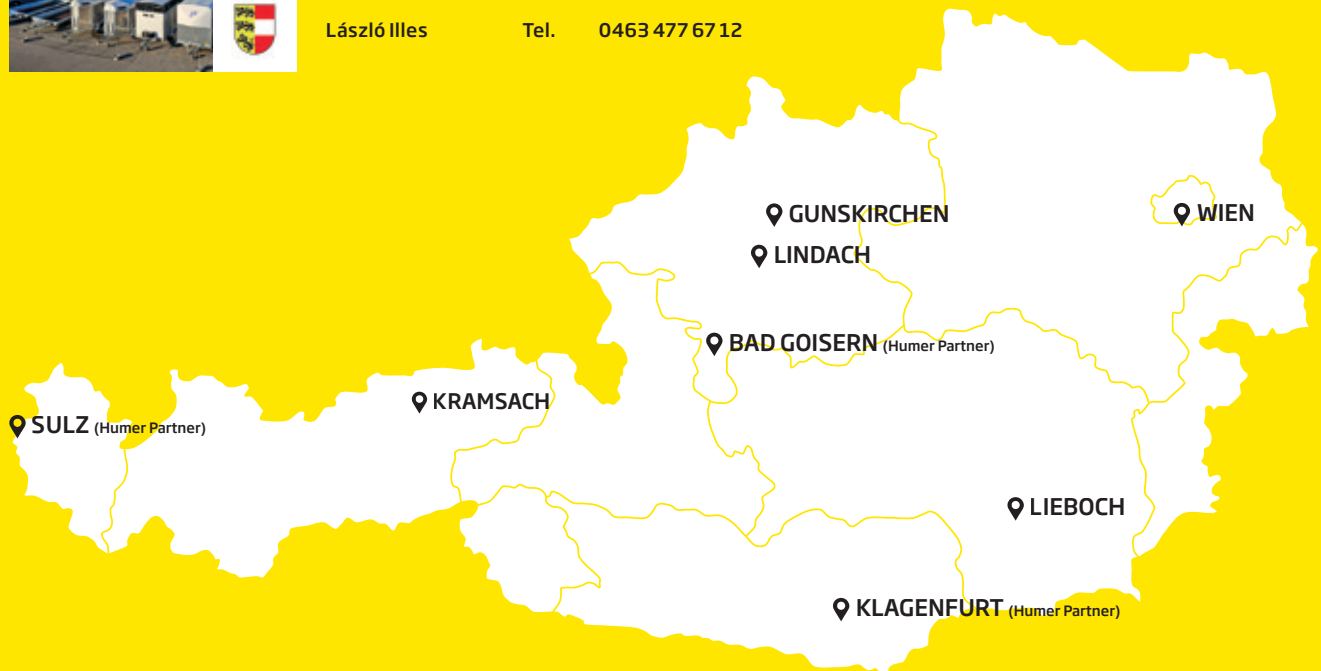 László Illes Tel. 0463 477 67 12
GUNSKIRCHEN
WIEN
LINDACH
BAD GOISERN (Humer Partner)
KRAMSACH
SULZ (Humer Partner)
LIEBOCH
KLAGENFURT (Humer Partner)